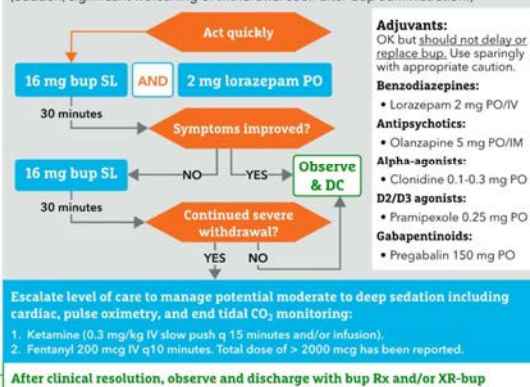 Act quickly
16 mg bup SL
AND
2 mg lorazepam PO
30 minutes
Symptoms improved?
16 mg bup SL
NO
YES
Observe
& DC
30 minutes
Continued severe
withdrawal?
YES
NO
Adjuvants:
OK but should not delay or
replace bup. Use sparingly
with appropriate caution.
Benzodiazepines:
• Lorazepam 2 mg PO/IV
Antipsychotics:
• Olanzapine 5 mg PO/IM
Alpha-agonists:
• Clonidine 0.1-0.3 mg PO
D2/D3 agonists:
• Pramipexole 0.25 mg PO
Gabapentinoids:
• Pregabalin 150 mg PO
Escalate level of care to manage potential moderate to deep sedation including
cardiac, pulse oximetry, and end tidal CO2 monitoring:
1. Ketamine (0.3 mg/kg IV slow push q 15 minutes and/or infusion).
2. Fentanyl 200 mcg IV q10 minutes. Total dose of > 2000 mcg has been reported.
After clinical resolution, observe and discharge with bup Rx and/or XR-bup